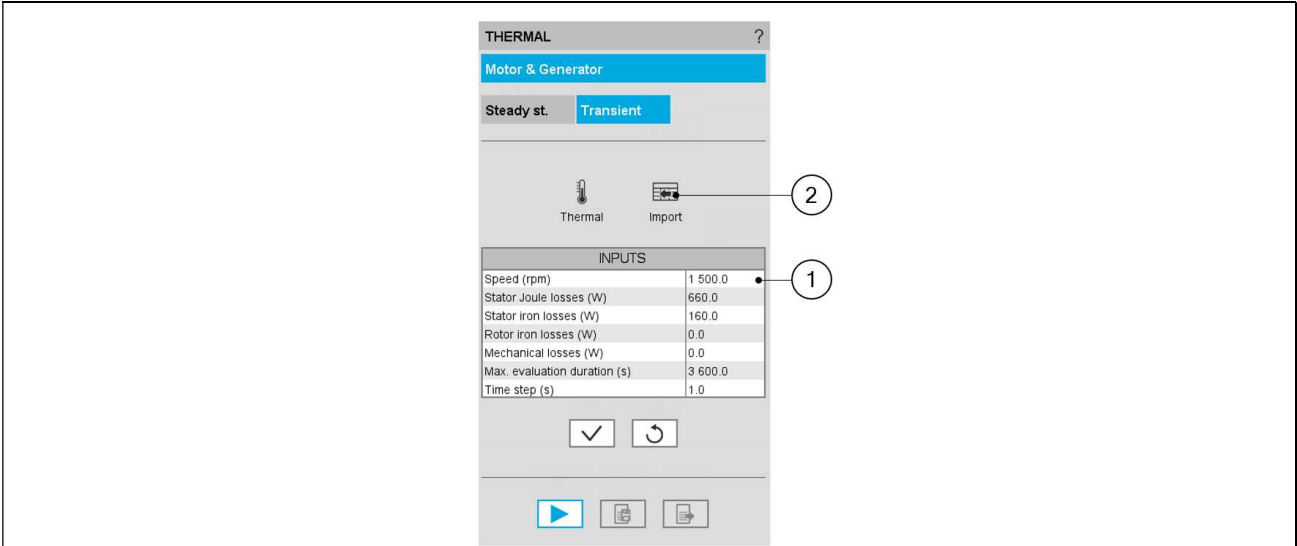 THERMAL ?
Motor & Generator
Steady st. Transient
Thermal Import
2
INPUTS
Speed (rpm) 1 500.0
1
Stator Joule losses (W) 660.0
Stator iron losses (W) 160.0
Rotor iron losses (W) 0.0
Mechanical losses (W) 0.0
Max. evaluation duration (s) 3 600.0
Time step (s) 1.0